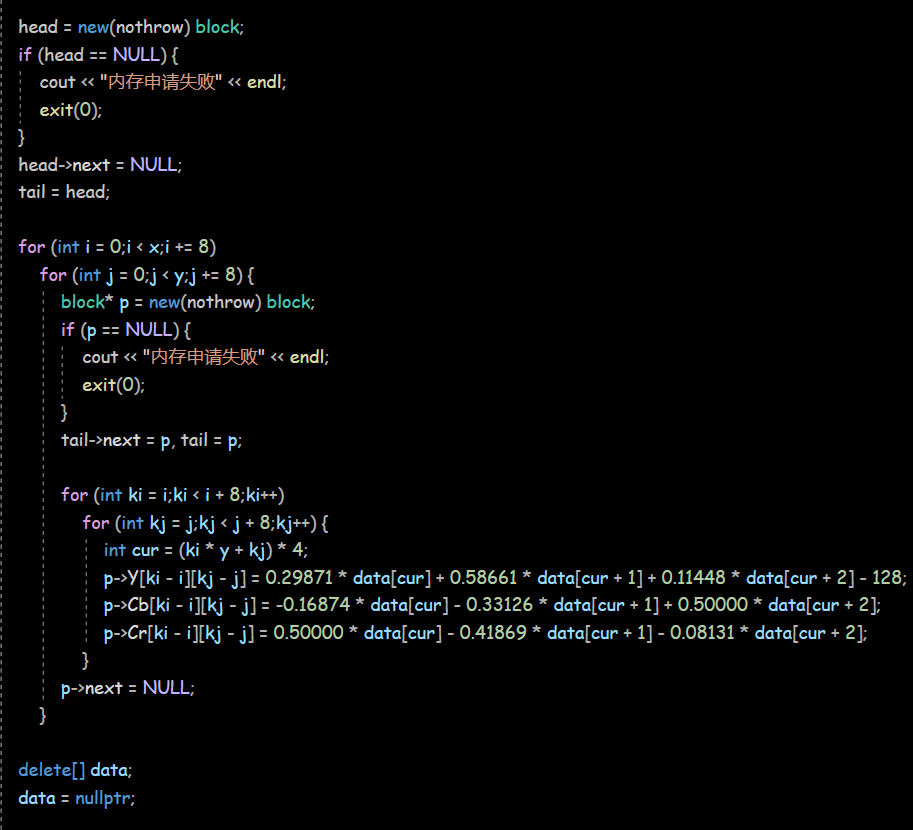 head = new(nothrow) block;
if (head == NULL) {
cout << "内存申请失败" << endl;
exit(0);
}
head->next = NULL;
tail = head;
for (int i = 0;i < x;i += 8)
for (int j = 0;j < y;j += 8) {
block* p = new(nothrow) block;
if (p == NULL) {
cout << "内存申请失败" << endl;
exit(0);
}
tail->next = p, tail = p;
for (int ki = i;ki < i + 8;ki++)
for (int kj = j;kj < j + 8;kj++) {
int cur = (ki * y + kj) * 4;
p->Y[ki - i][kj - j] = 0.29871 * data[cur] + 0.58661 * data[cur + 1] + 0.11448 * data[cur + 2] - 128;
p->Cb[ki - i][kj - j] = -0.16874 * data[cur] - 0.33126 * data[cur + 1] + 0.50000 * data[cur + 2];
p->Cr[ki - i][kj - j] = 0.50000 * data[cur] - 0.41869 * data[cur + 1] - 0.08131 * data[cur + 2];
}
p->next = NULL;
}
delete[] data;
data = nullptr;